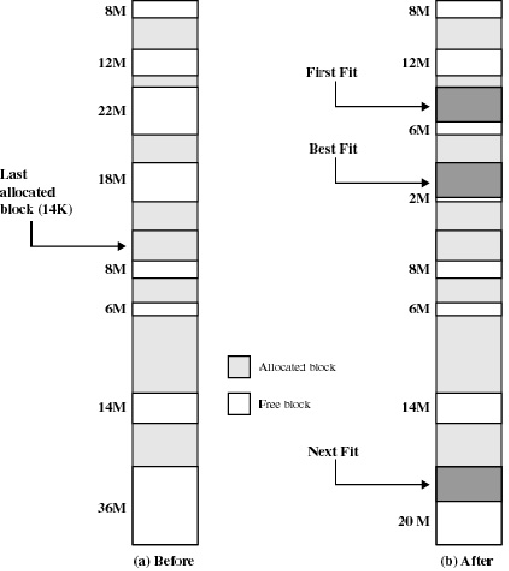 8M
12M
22M
18M
Last
allocated
block (14K)
8M
6M
14M
36M
(a) Before
Allocated block
Free block
8M
12M
First Fit
6M
Best Fit
2M
8M
6M
14M
Next Fit
20 M
(b) After